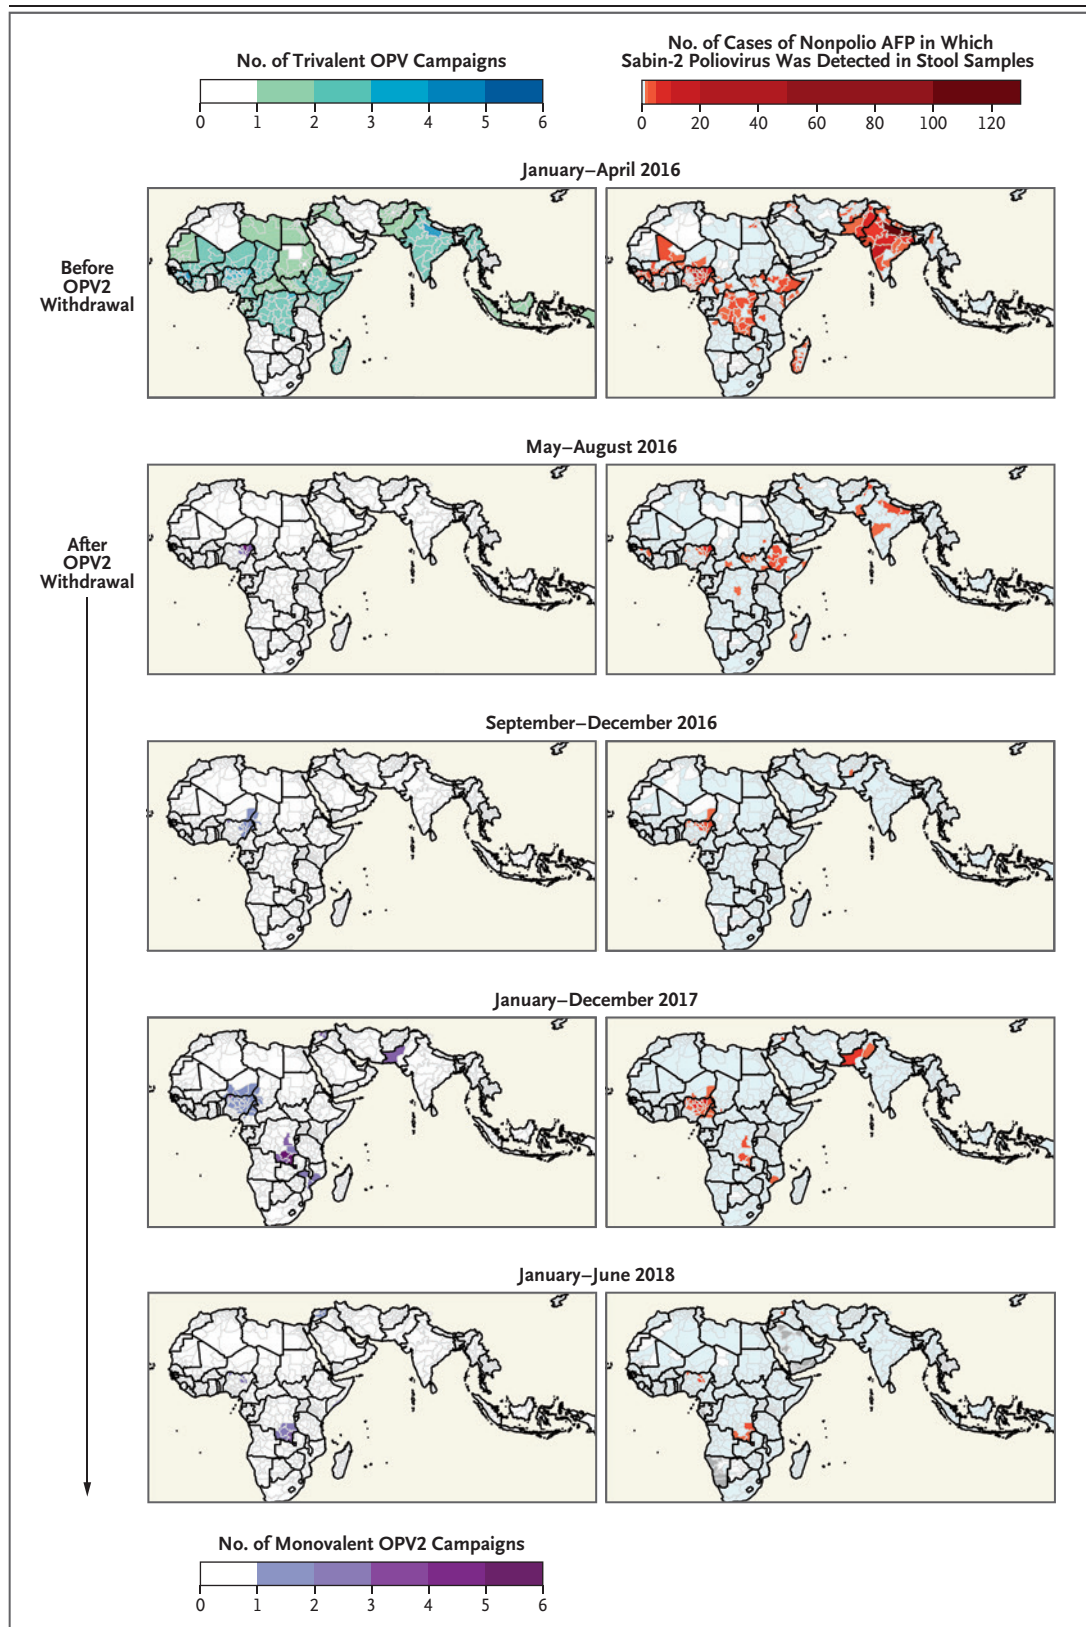 No. of Trivalent OPV Campaigns
0 1 2 3 4 5 6
No. of Cases of Nonpolio AFP in Which
Sabin-2 Poliovirus Was Detected in Stool Samples
0 20 40 60 80 100 120
January–April 2016
Before
OPV2
Withdrawal
May–August 2016
After
OPV2
Withdrawal
September–December 2016
January–December 2017
January–June 2018
No. of Monovalent OPV2 Campaigns
0 1 2 3 4 5 6